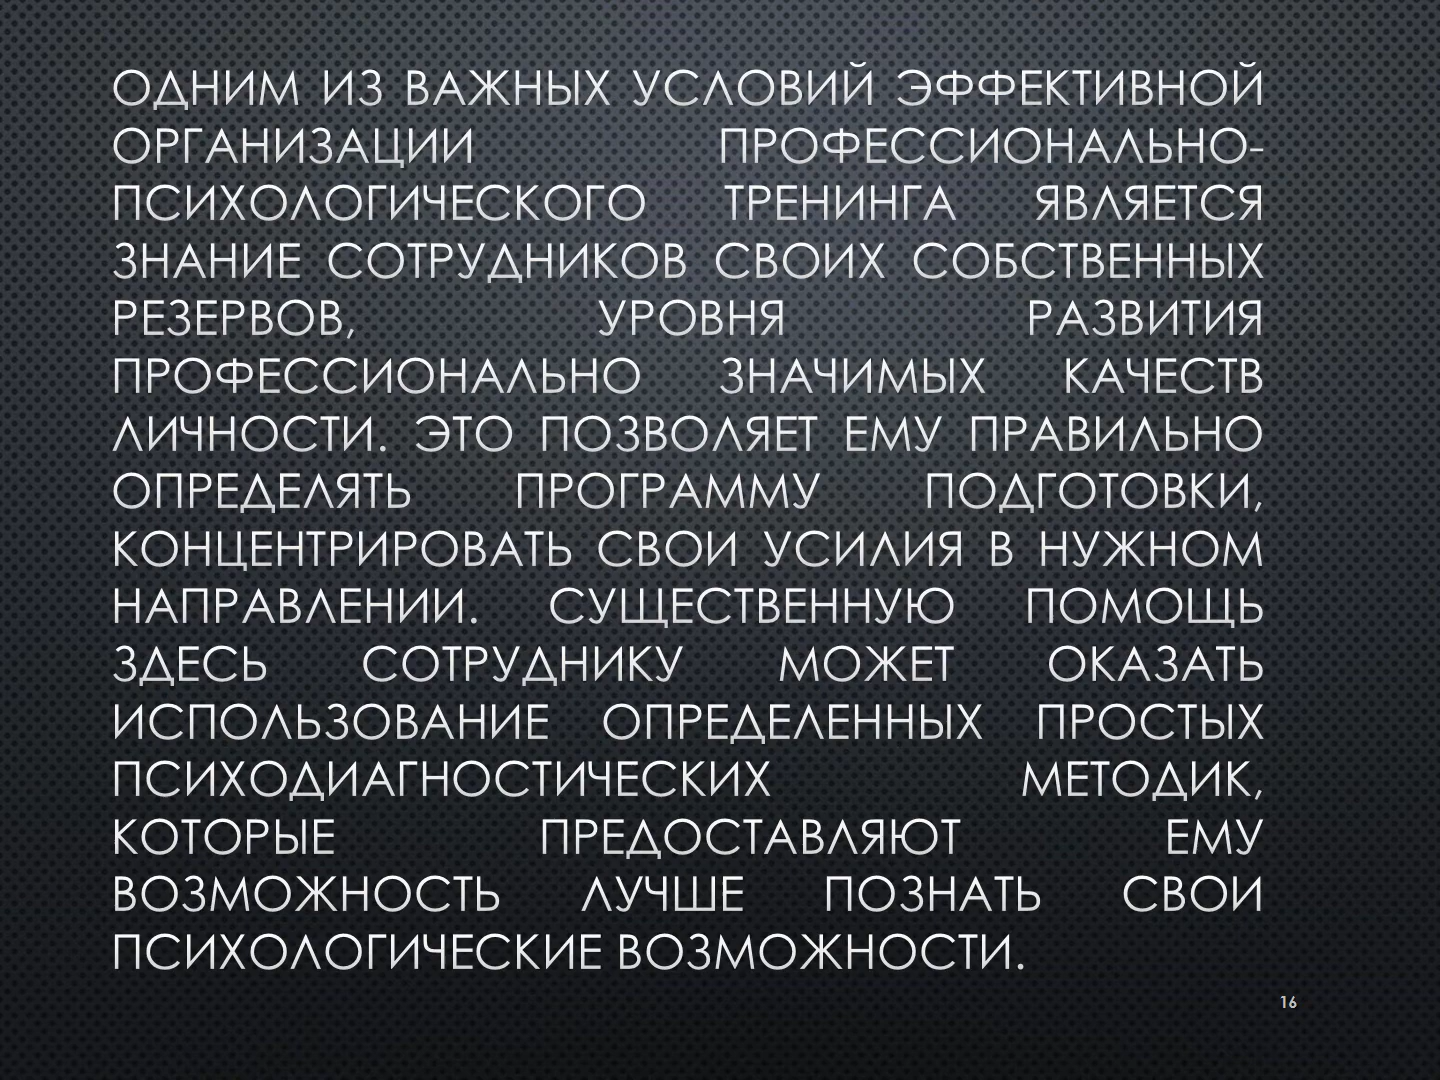 ОДНИМ ИЗ ВАЖНЫХ УСЛОВИЙ ЭФФЕКТИВНОЙ
ОРГАНИЗАЦИИ ПРОФЕССИОНАЛЬНО-
ПСИХОЛОГИЧЕСКОГО ТРЕНИНГА ЯВЛЯЕТСЯ
ЗНАНИЕ СОТРУДНИКОВ СВОИХ СОБСТВЕННЫХ
РЕЗЕРВОВ, УРОВНЯ РАЗВИТИЯ
ПРОФЕССИОНАЛЬНО ЗНАЧИМЫХ КАЧЕСТВ
ЛИЧНОСТИ. ЭТО ПОЗВОЛЯЕТ ЕМУ ПРАВИЛЬНО
ОПРЕДЕЛЯТЬ ПРОГРАММУ ПОДГОТОВКИ,
КОНЦЕНТРИРОВАТЬ СВОИ УСИЛИЯ В НУЖНОМ
НАПРАВЛЕНИИ. СУЩЕСТВЕННУЮ ПОМОЩЬ
ЗДЕСЬ СОТРУДНИКУ МОЖЕТ ОКАЗАТЬ
ИСПОЛЬЗОВАНИЕ ОПРЕДЕЛЕННЫХ ПРОСТЫХ
ПСИХОДИАГНОСТИЧЕСКИХ МЕТОДИК,
КОТОРЫЕ ПРЕДОСТАВЛЯЮТ ЕМУ
ВОЗМОЖНОСТЬ ЛУЧШЕ ПОЗНАТЬ СВОИ
ПСИХОЛОГИЧЕСКИЕ ВОЗМОЖНОСТИ.
16